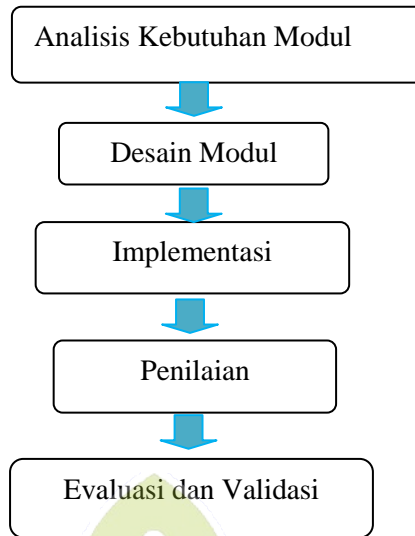 Analisis Kebutuhan Modul
Desain Modul
Implementasi
Penilaian
Evaluasi dan Validasi